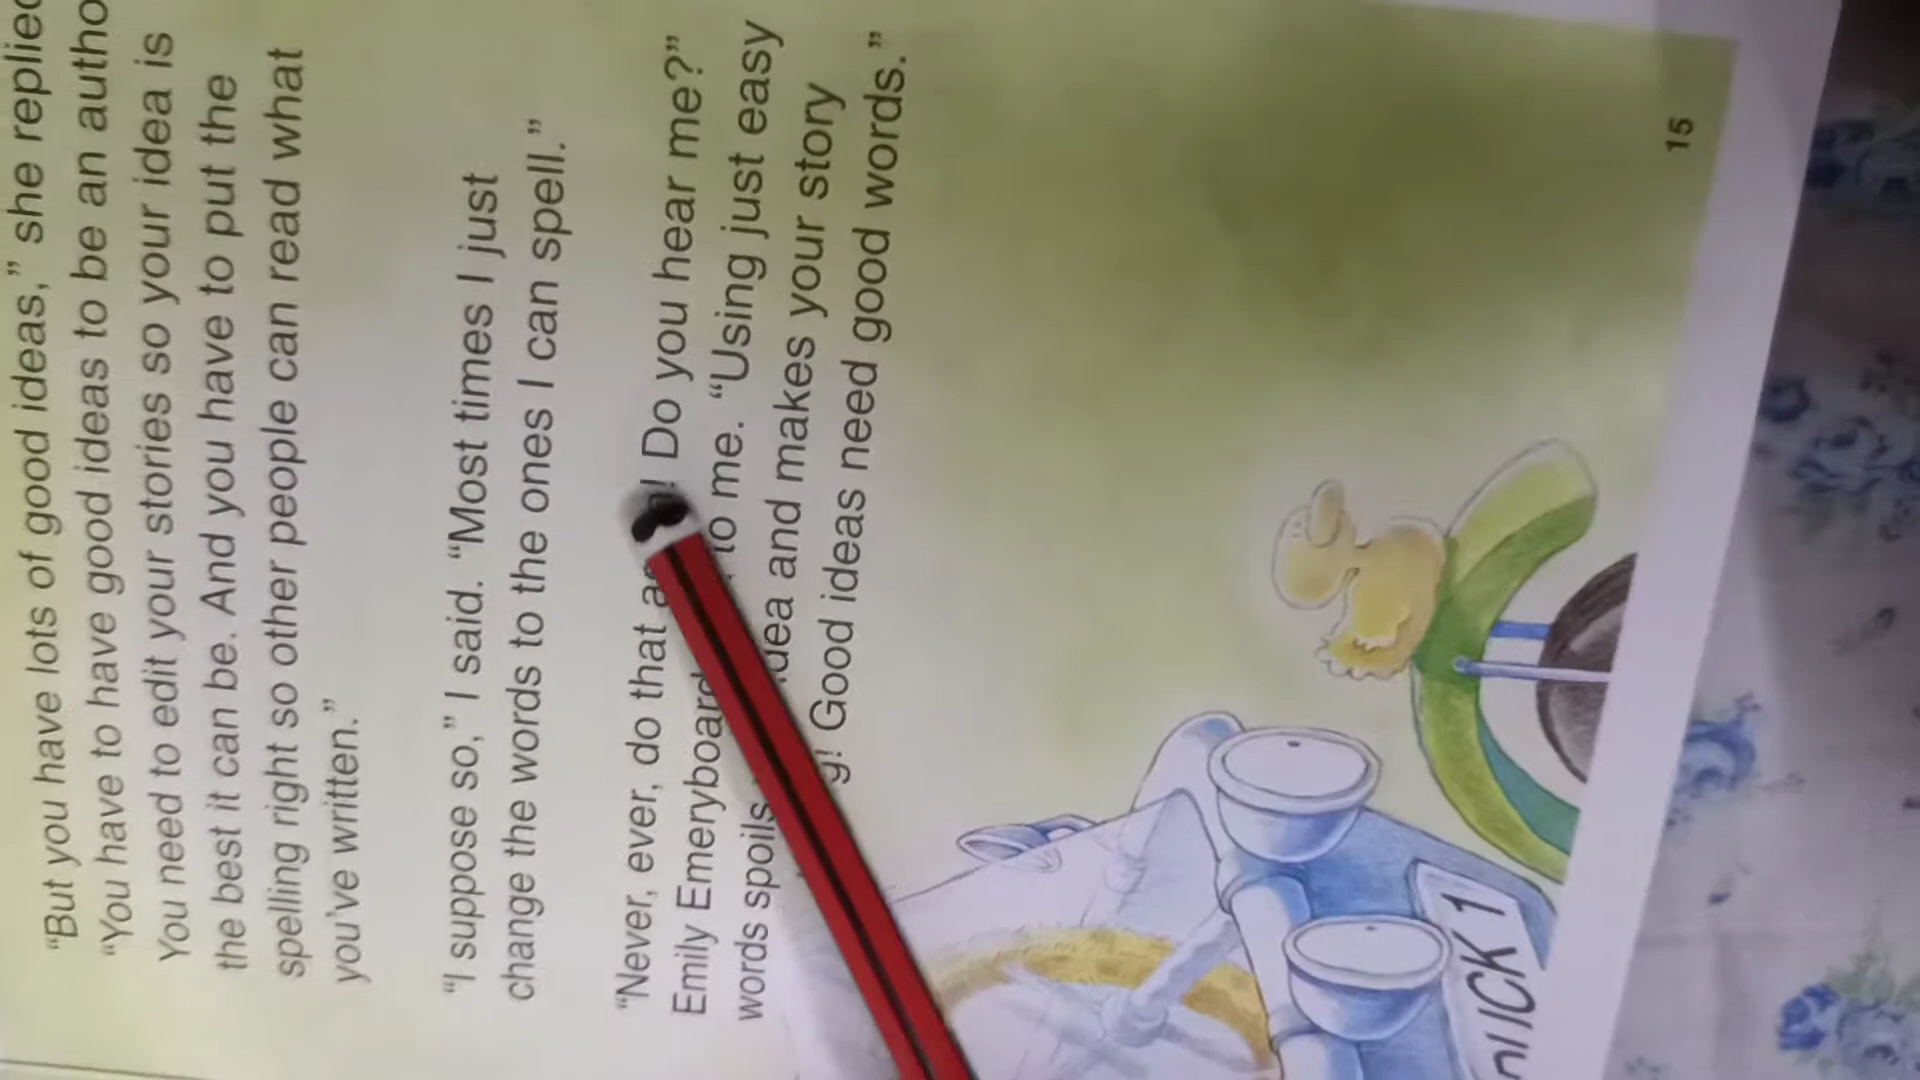 "But you have lots of good ideas," she replied
"You have to have good ideas to be an autho
You need to edit your stories so your idea is
the best it can be. And you have to put the
spelling right so other people can read what
you've written."
"I suppose so," I said. "Most times I just
change the words to the ones I can spell."
"Never, ever, do that Do you hear me?"
Emily Emeryboard to me. "Using just easy
words spoils idea and makes your story
g! Good ideas need good words."
UCK 1
15